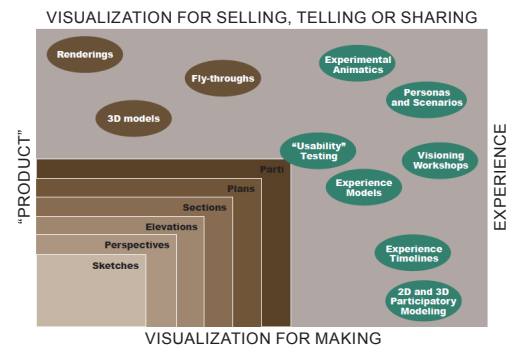 VISUALIZATION FOR SELLING, TELLING OR SHARING
Renderings
Fly-throughs
3D models
Experimental
Animatics
Personas
and Scenarios
“Usability”
Testing
Visioning
Workshops
Experience
Models
Experience
Timelines
2D and 3D
Participatory
Modeling
Parti
Plans
Sections
Elevations
Perspectives
Sketches
“PRODUCT”
EXPERIENCE
VISUALIZATION FOR MAKING